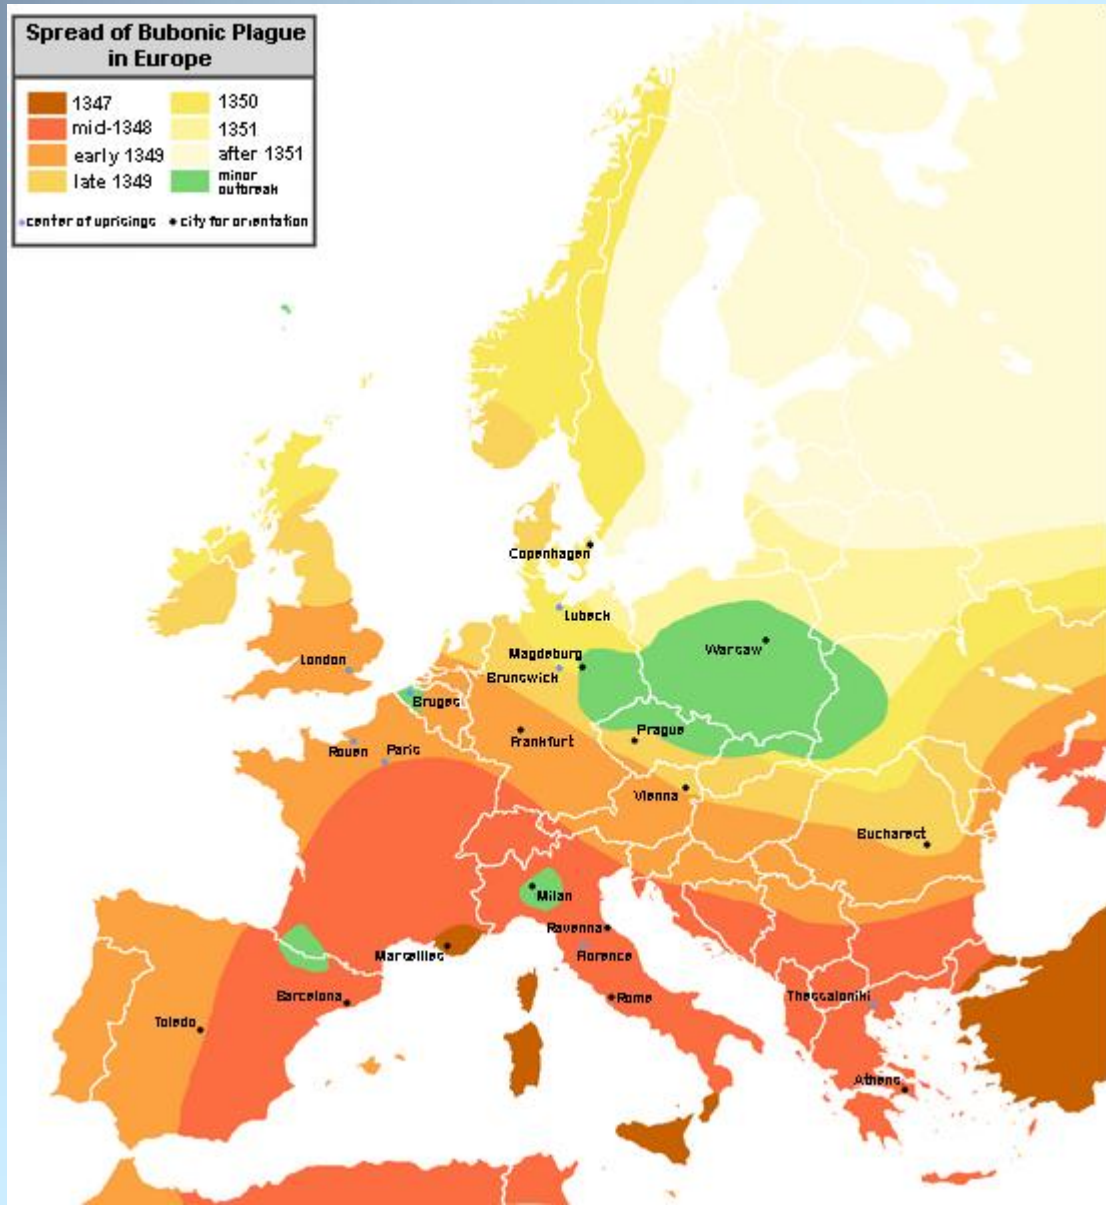 Spread of Bubonic Plague
in Europe
1347
mid-1348
early 1349
late 1349
1350
1351
after 1351
minor
outbreak
center of uprisings
city for orientation
Copenhagen
Lubeck
Magdeburg
Warsaw
Brunswick
London
Bruges
Rouen
Paris
Frankfurt
Prague
Vienna
Bucharest
Milan
Ravenna
Florence
Marseilles
Barcelona
Rome
Thessaloniki
Toledo
Athens